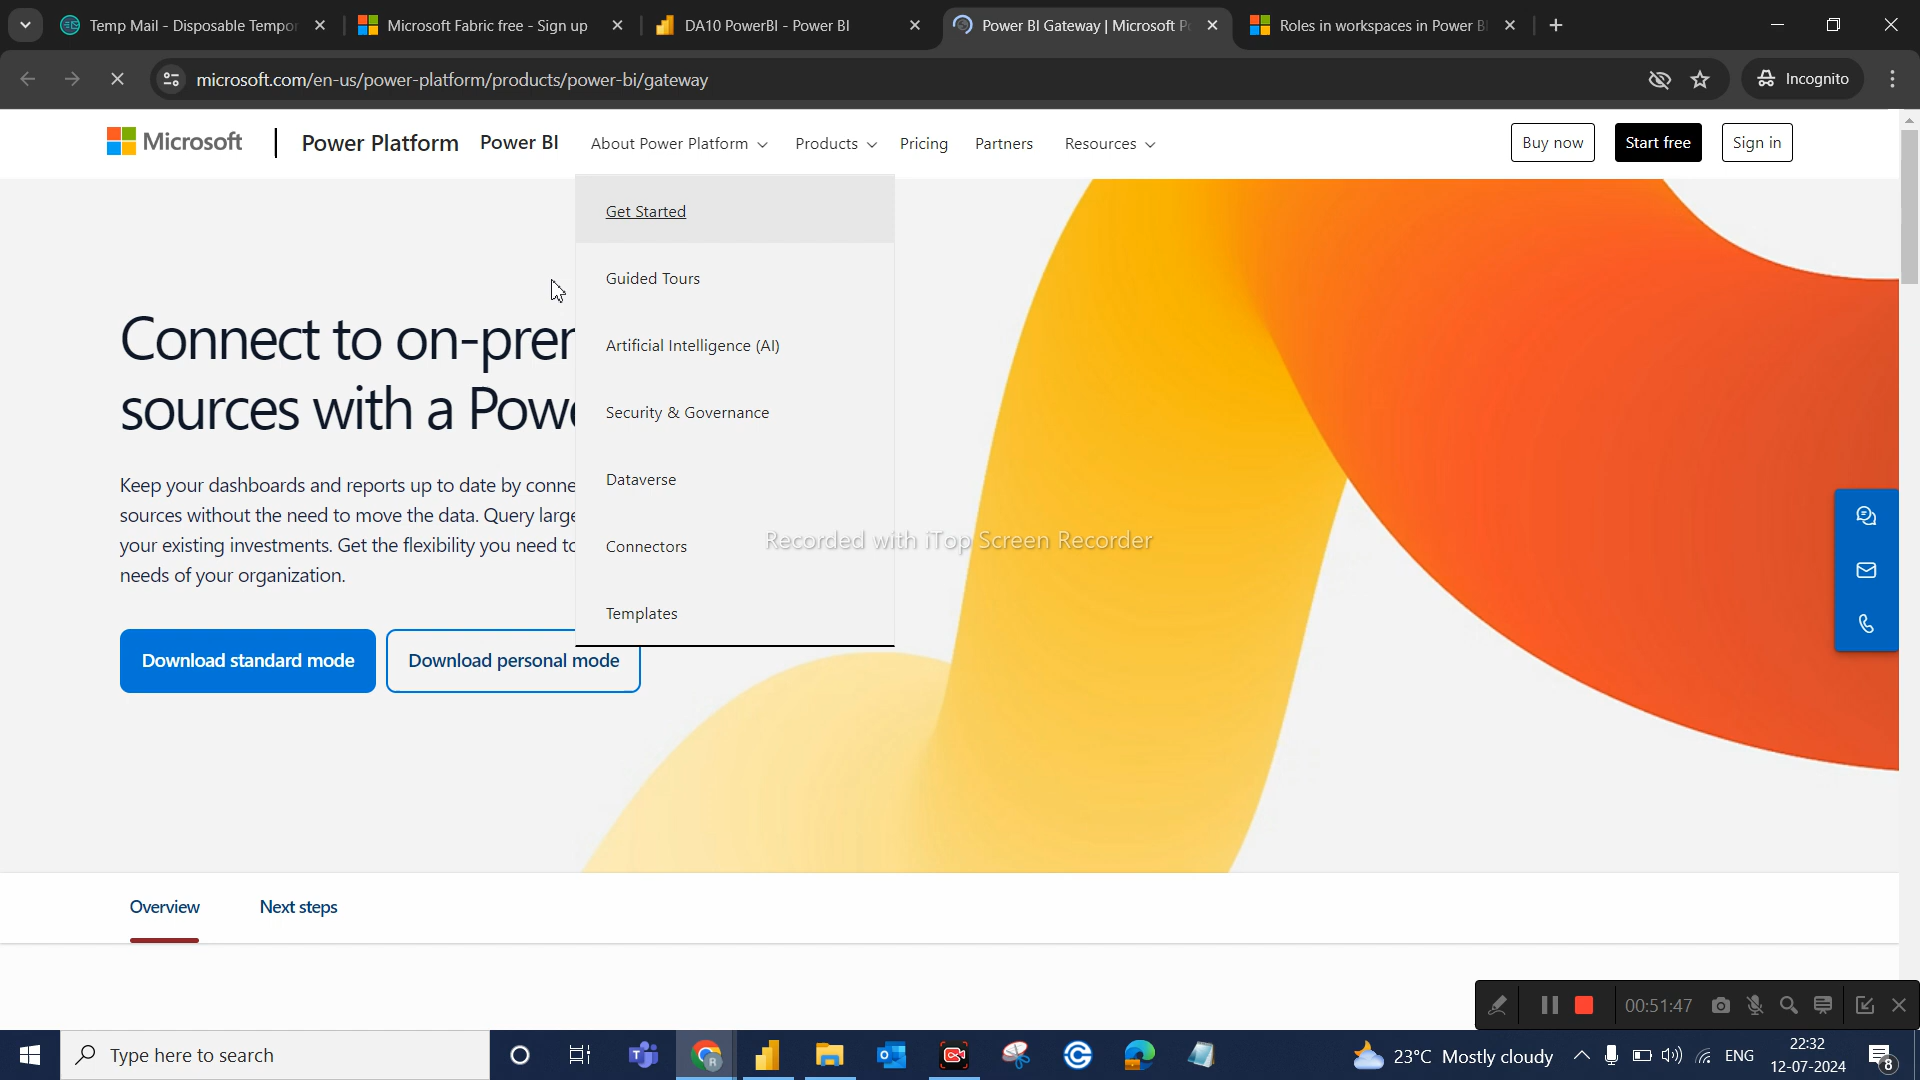 Temp Mail - Disposable Tempor
Microsoft Fabric free - Sign up
DA10 PowerBI - Power BI
Power BI Gateway | Microsoft P
Roles in workspaces in Power B
microsoft.com/en-us/power-platform/products/power-bi/gateway
Incognito
Microsoft
Power Platform
Power BI
About Power Platform
Products
Pricing
Partners
Resources
Buy now
Start free
Sign in
Get Started
Guided Tours
Artificial Intelligence (AI)
Security & Governance
Dataverse
Connectors
Templates
Connect to on-prem
sources with a Powe
Keep your dashboards and reports up to date by conne
sources without the need to move the data. Query large
your existing investments. Get the flexibility you need to
needs of your organization.
Recorded with iTop Screen Recorder
Download standard mode
Download personal mode
Overview
Next steps
00:51:47
Type here to search
23°C Mostly cloudy
ENG
22:32
12-07-2024
8